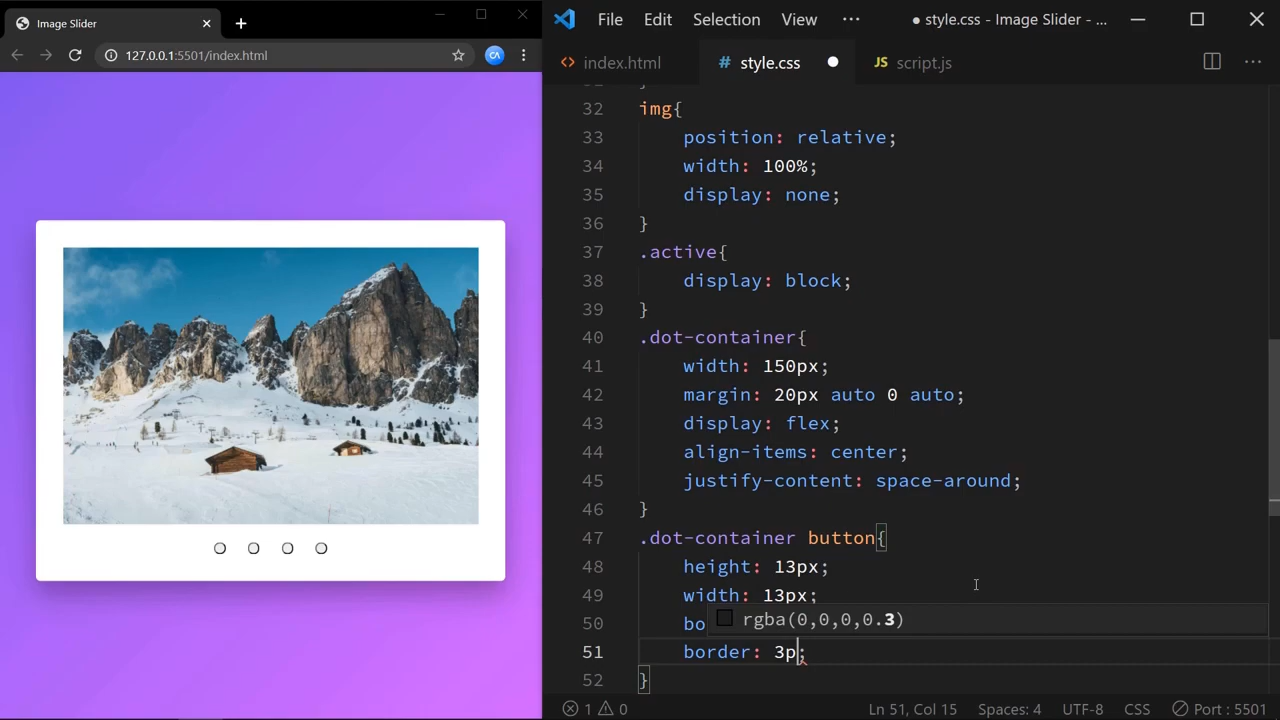 Image Slider
127.0.0.1:5501/index.html
CA
File Edit Selection View ··· ● style.css - Image Slider - ...
<> index.html
# style.css ●
JS script.js
32 img{
33 position: relative;
34 width: 100%;
35 display: none;
36 }
37 .active{
38 display: block;
39 }
40 .dot-container{
41 width: 150px;
42 margin: 20px auto 0 auto;
43 display: flex;
44 align-items: center;
45 justify-content: space-around;
46 }
47 .dot-container button{
48 height: 13px;
49 width: 13px;
50 bo
rgba(0,0,0,0.3)
51 border: 3p;
52 }
1 0 Ln 51, Col 15 Spaces: 4 UTF-8 CSS Port : 5501